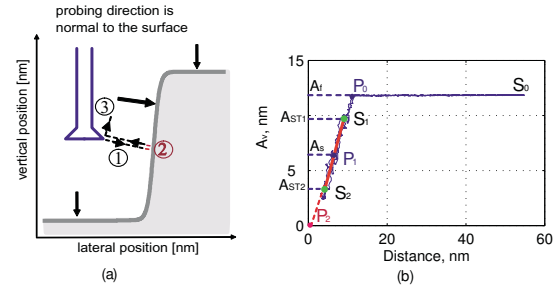 probing direction is
normal to the surface
vertical position [nm]
3
1
2
lateral position [nm]
(a)
15
10
5
0
Av, nm
Af
AST1
As
AST2
P0
S0
S1
P1
S2
P2
0
20
40
60
Distance, nm
(b)